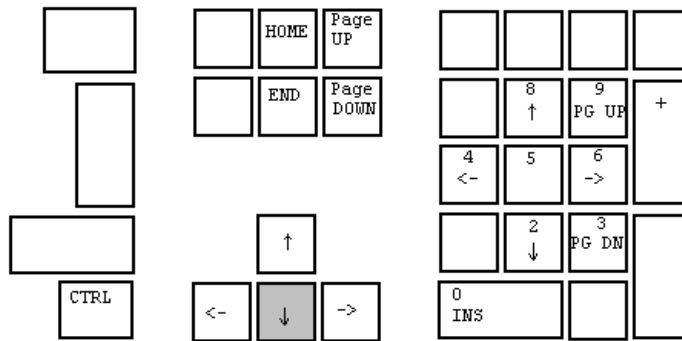 HOME
Page
UP
END
Page
DOWN
8
↑
9
PG UP
+
4
<-
5
6
->
2
↓
3
PG DN
↑
CTRL
<-
↓
->
0
INS